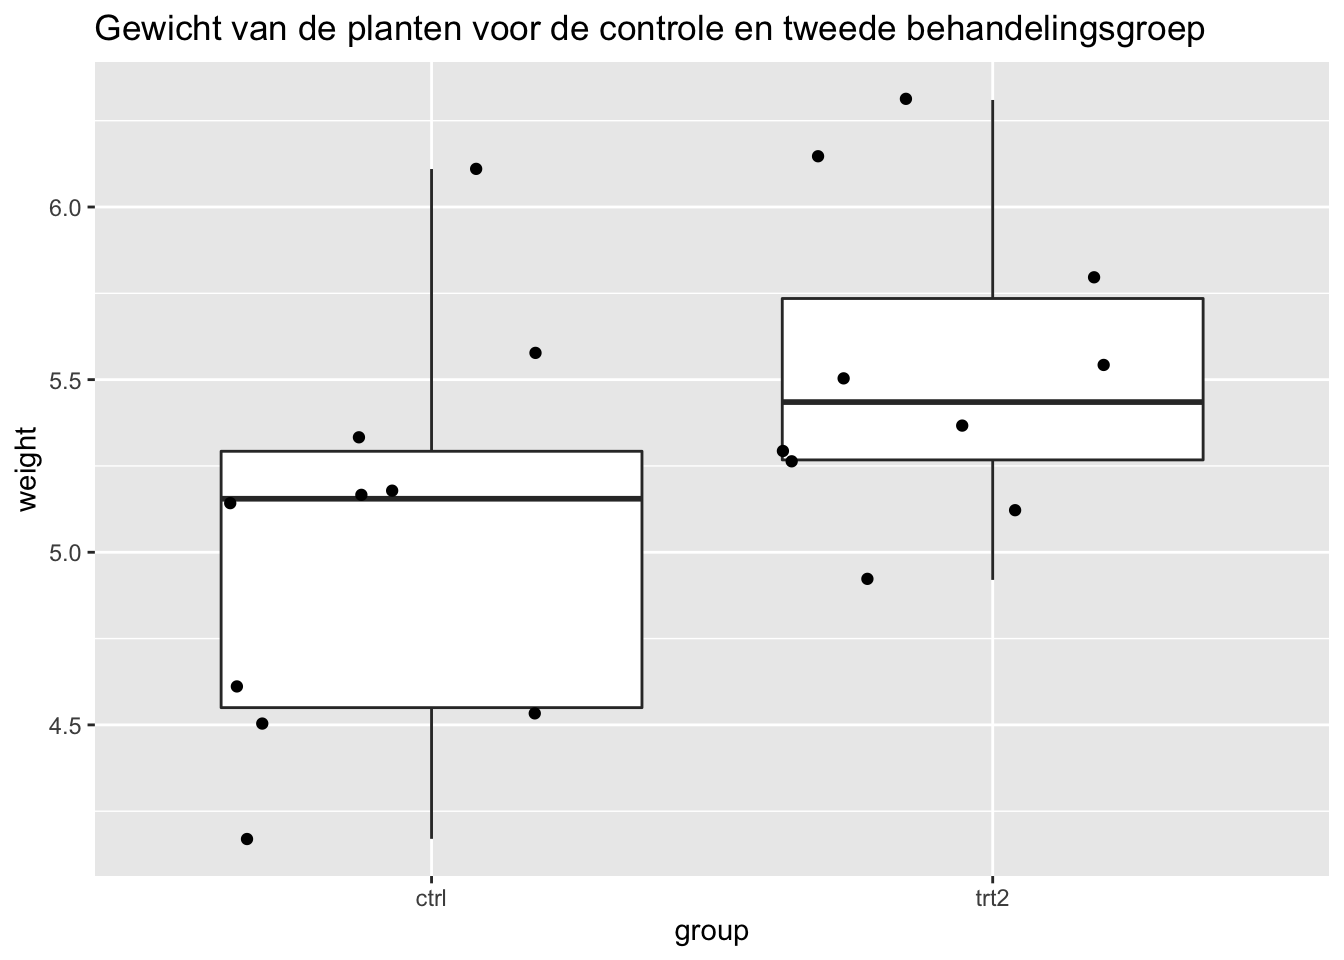 Gewicht van de planten voor de controle en tweede behandelingsgroep
weight
6.0
5.5
5.0
4.5
ctrl trt2
group